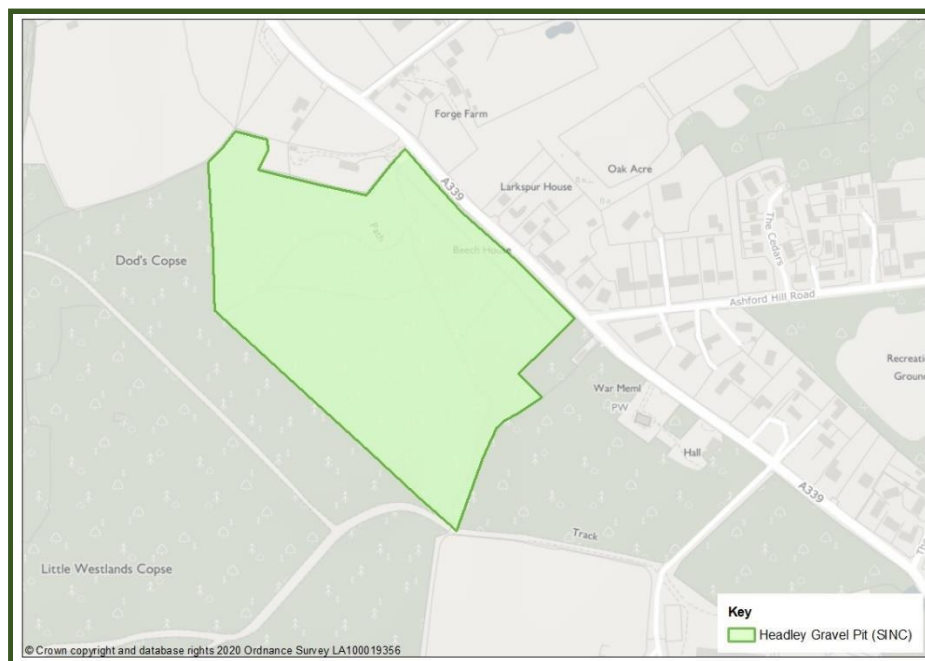 Forge Farm
Oak Acre
A339
Larkspur House
The Cedars
Path
Beech House
Dod's Copse
Ashford Hill Road
Recreatio
Ground
War Meml
PW
Hall
A339
Track
Little Westlands Copse
Key
Headley Gravel Pit (SINC)
© Crown copyright and database rights 2020 Ordnance Survey LA100019356